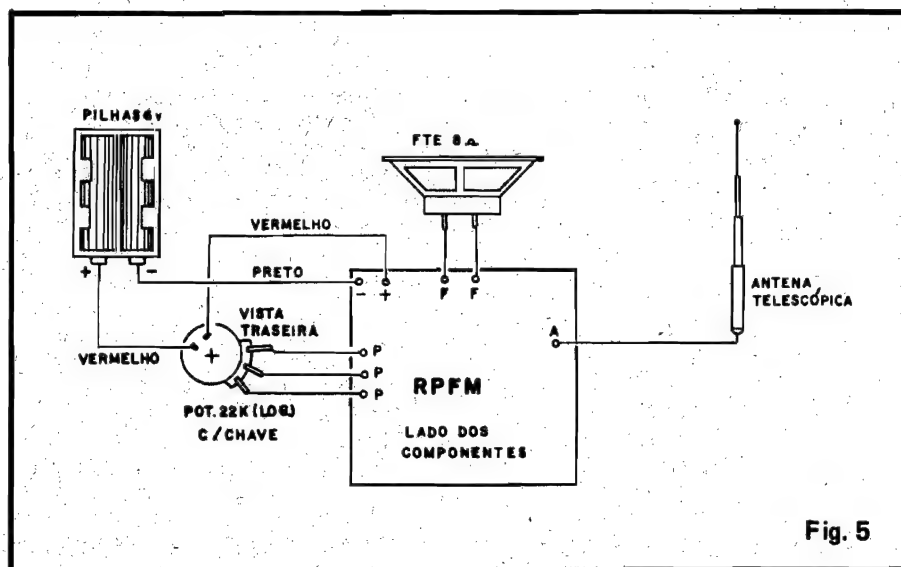 PILHAS 6v
+ -
FTE 8Ω
VERMELHO
PRETO
- +
F F
VISTA
TRASEIRA
VERMELHO
+
P
P
P
POT. 22K (LOG.)
C/CHAVE
A
RPFM
LADO DOS
COMPONENTES
ANTENA
TELESCÓPICA
Fig. 5